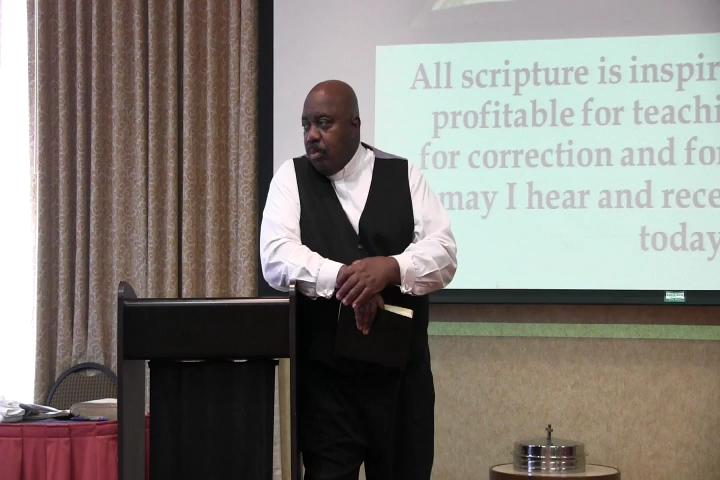 All scripture is inspir
profitable for teachi
for correction and for
may I hear and rece
today